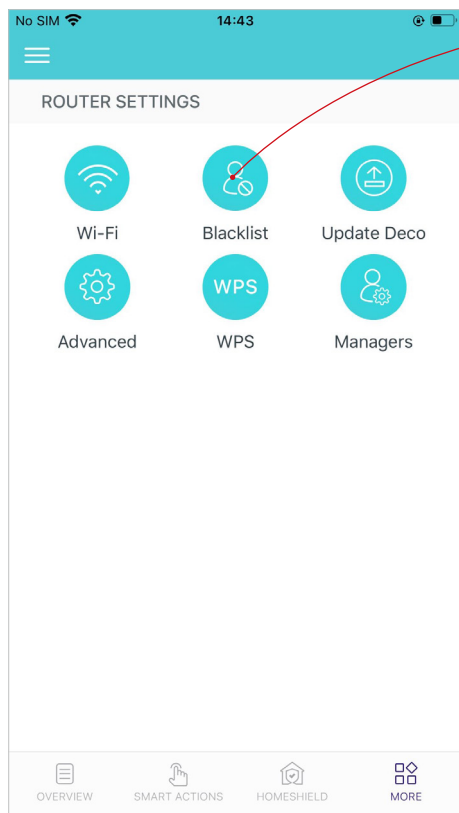 No SIM 14:43
ROUTER SETTINGS
Wi-Fi Blacklist Update Deco
WPS
Advanced WPS Managers
OVERVIEW SMART ACTIONS HOMESHIELD MORE